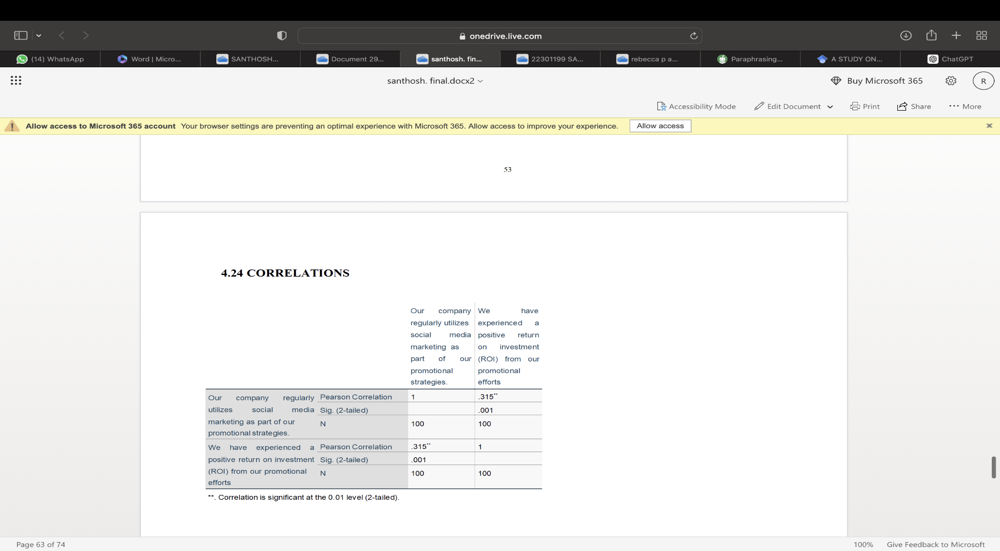 onedrive.live.com
(14) WhatsApp
Word | Micro...
SANTHOSH...
Document 29...
santhosh. fin...
22301199 SA...
rebecca p a...
Paraphrasing...
A STUDY ON...
ChatGPT
santhosh. final.docx2
Buy Microsoft 365
R
Accessibility Mode
Edit Document
Print
Share
More
Allow access to Microsoft 365 account Your browser settings are preventing an optimal experience with Microsoft 365. Allow access to improve your experience.
Allow access
53
4.24 CORRELATIONS
Our company
regularly utilizes
social media
marketing as
part of our
promotional
strategies.
We have
experienced a
positive return
on investment
(ROI) from our
promotional
efforts
Our company regularly
utilizes social media
marketing as part of our
promotional strategies.
Pearson Correlation 1 .315**
Sig. (2-tailed) .001
N 100 100
We have experienced a
positive return on investment
(ROI) from our promotional
efforts
Pearson Correlation .315** 1
Sig. (2-tailed) .001
N 100 100
**. Correlation is significant at the 0.01 level (2-tailed).
Page 63 of 74
100%
Give Feedback to Microsoft